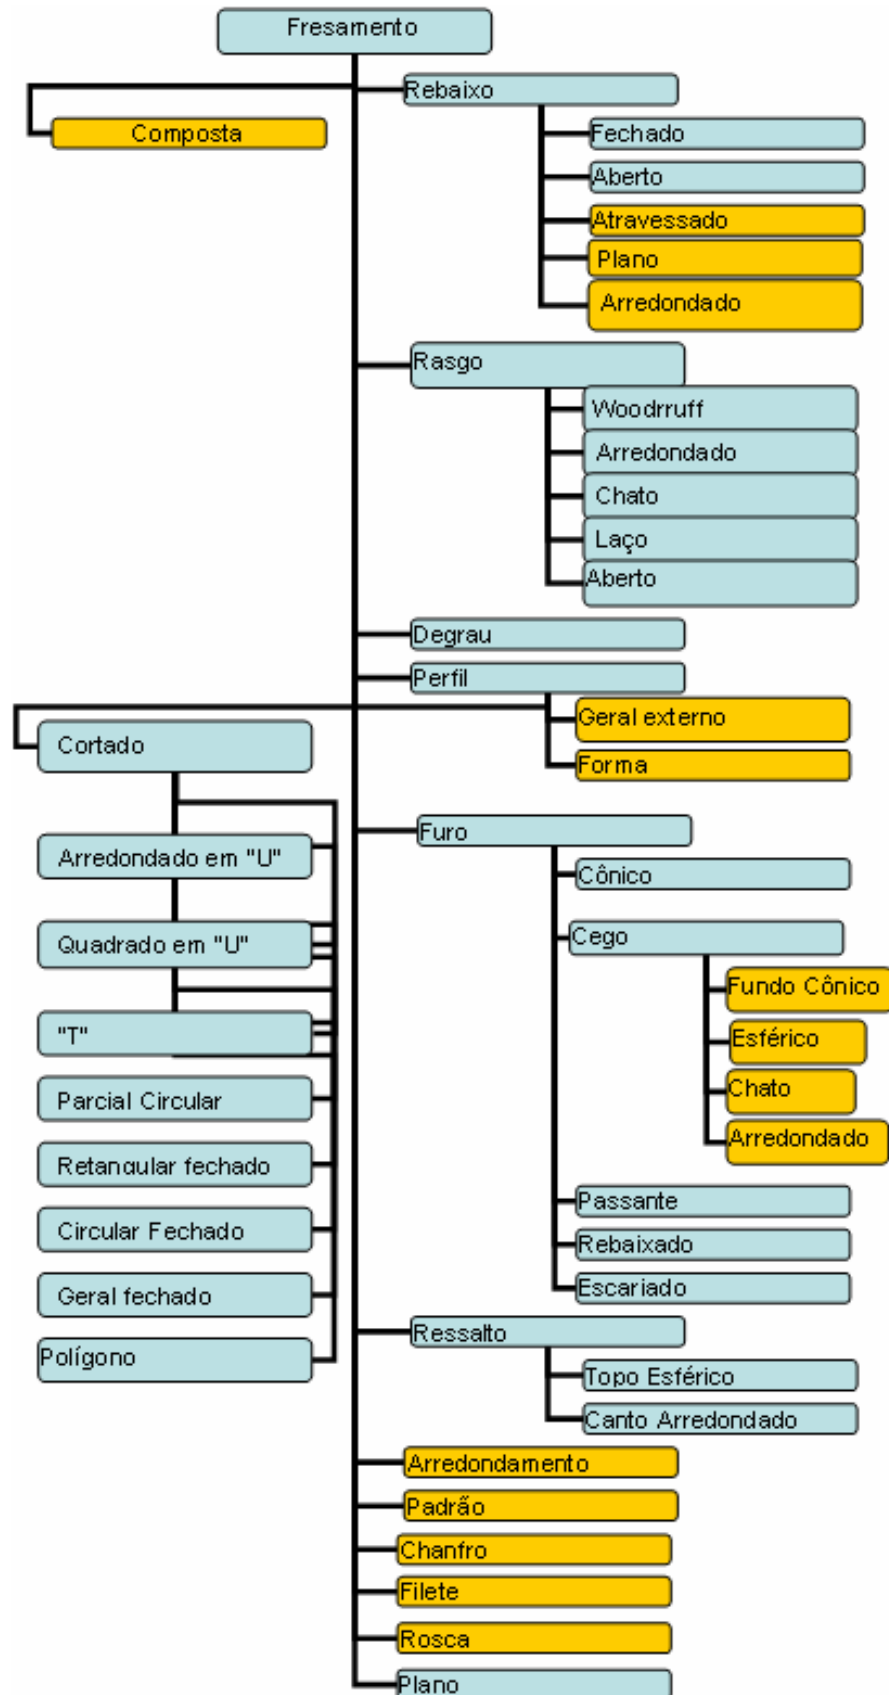 Fresamento
Rebaixo
Composta
Fechado
Aberto
Atravessado
Plano
Arredondado
Rasgo
Woodrruff
Arredondado
Chato
Laço
Aberto
Degrau
Perfil
Geral externo
Forma
Cortado
Arredondado em "U"
Quadrado em "U"
"T"
Parcial Circular
Retangular fechado
Circular Fechado
Geral fechado
Polígono
Furo
Cônico
Cego
Fundo Cônico
Esférico
Chato
Arredondado
Passante
Rebaixado
Escariado
Ressalto
Topo Esférico
Canto Arredondado
Arredondamento
Padrão
Chanfro
Filete
Rosca
Plano